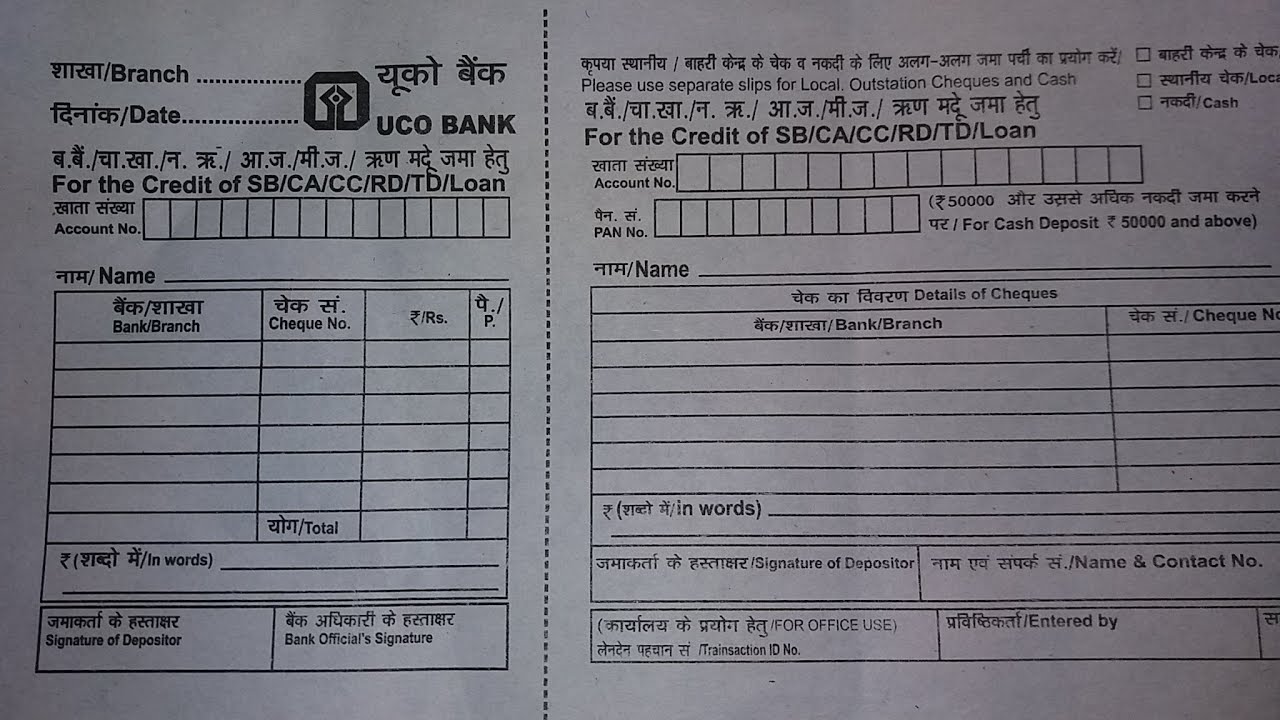 शाखा/Branch ..................
दिनांक/Date...................
यूको बैंक
UCO BANK
ब.बैं./चा.खा./न. ऋ./ आ.ज./मी.ज./ ऋण मद्दे जमा हेतु
For the Credit of SB/CA/CC/RD/TD/Loan
खाता संख्या
Account No.
नाम/ Name
बैंक/शाखा
Bank/Branch
चेक सं.
Cheque No.
₹/Rs.
पै./
P.
योग/Total
₹(शब्दो में/In words)
जमाकर्ता के हस्ताक्षर
Signature of Depositor
बैंक अधिकारी के हस्ताक्षर
Bank Official's Signature
कृपया स्थानीय / बाहरी केन्द्र के चेक व नकदी के लिए अलग-अलग जमा पर्ची का प्रयोग करें/
Please use separate slips for Local. Outstation Cheques and Cash
बाहरी केन्द्र के चेक
स्थानीय चेक/Loca
नकदी/Cash
ब.बैं./चा.खा./न. ऋ./ आ.ज./मी.ज./ ऋण मद्दे जमा हेतु
For the Credit of SB/CA/CC/RD/TD/Loan
खाता संख्या
Account No.
पैन. सं.
PAN No.
(₹50000 और उससे अधिक नकदी जमा करने
पर / For Cash Deposit ₹ 50000 and above)
नाम/Name
चेक का विवरण Details of Cheques
बैंक/शाखा/Bank/Branch
चेक सं./ Cheque No
₹ (शब्दो में/In words)
जमाकर्ता के हस्ताक्षर/Signature of Depositor
नाम एवं संपर्क सं./Name & Contact No.
(कार्यालय के प्रयोग हेतु/FOR OFFICE USE)
लेनदेन पहचान सं /Trainsaction ID No.
प्रविष्ठिकर्ता/Entered by